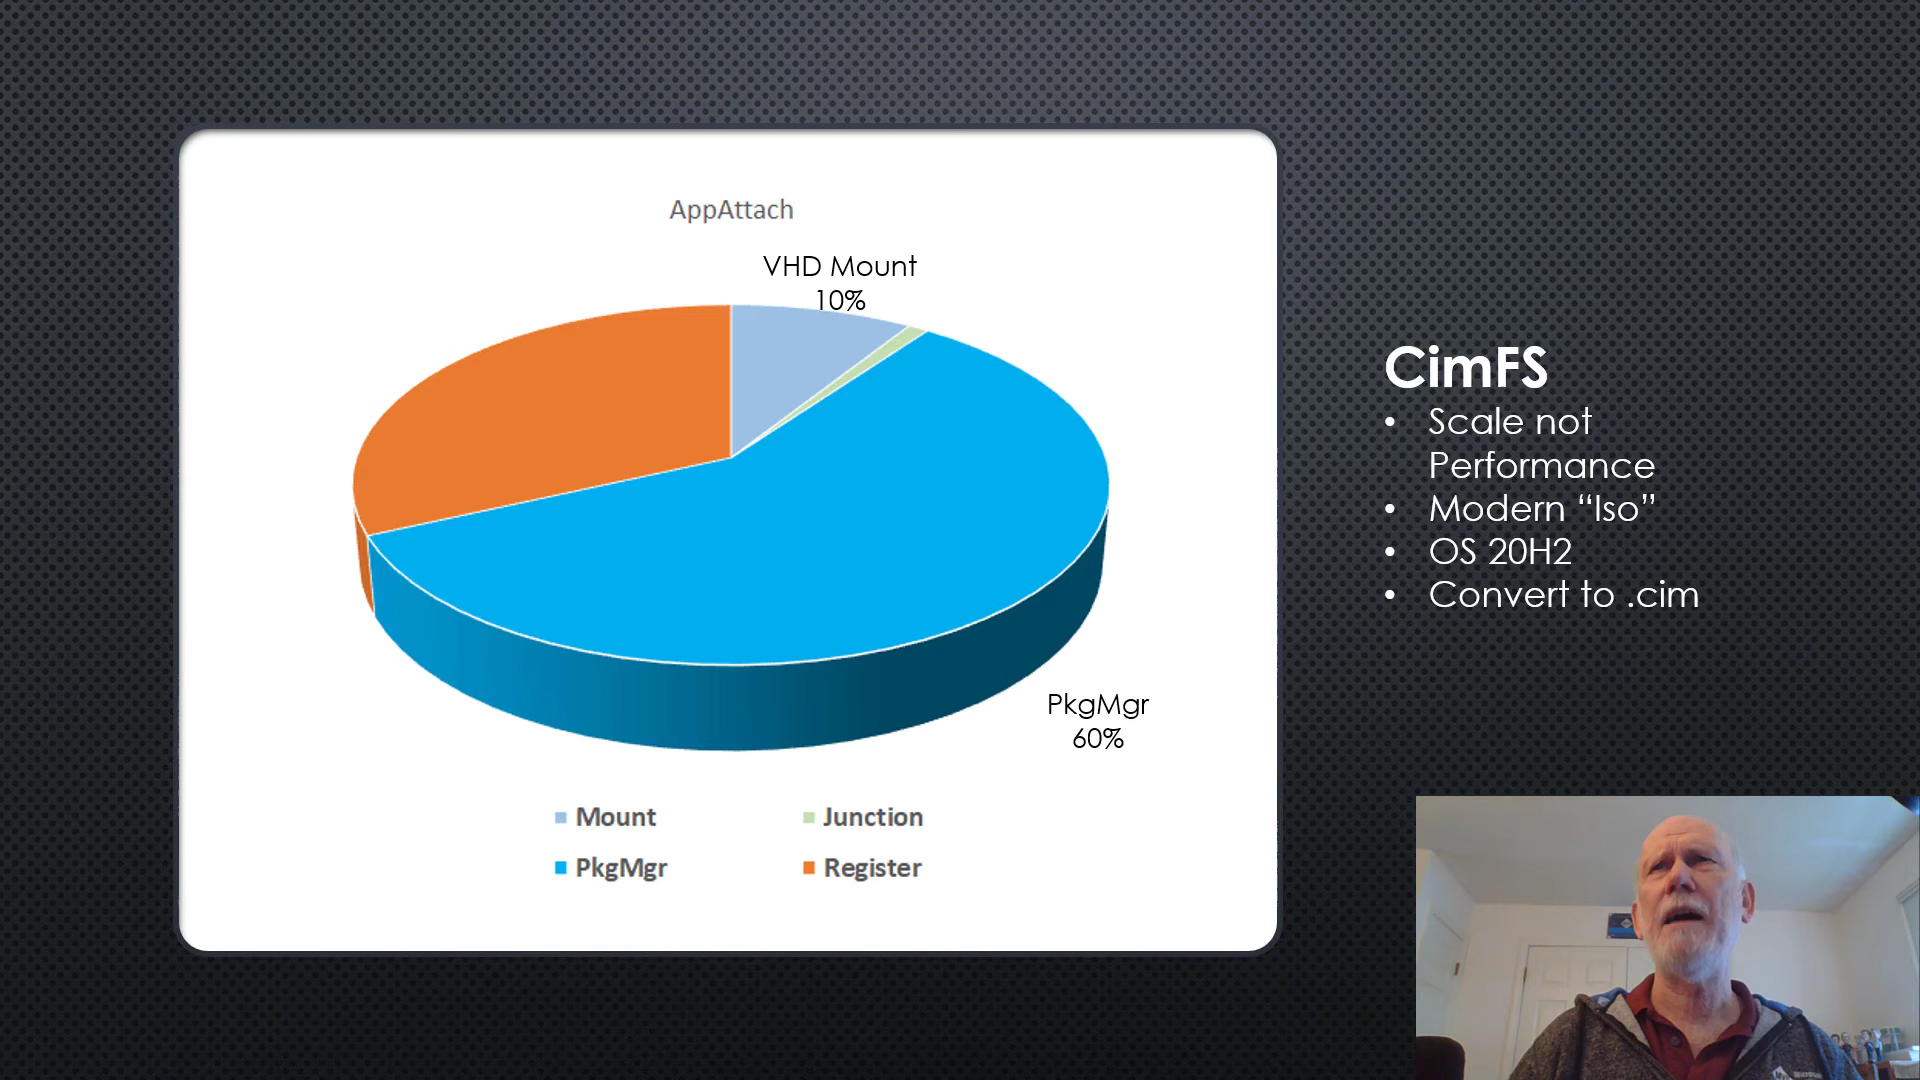 AppAttach
VHD Mount
10%
PkgMgr
60%
Mount
Junction
PkgMgr
Register
CimFS
• Scale not
Performance
• Modern “Iso”
• OS 20H2
• Convert to .cim